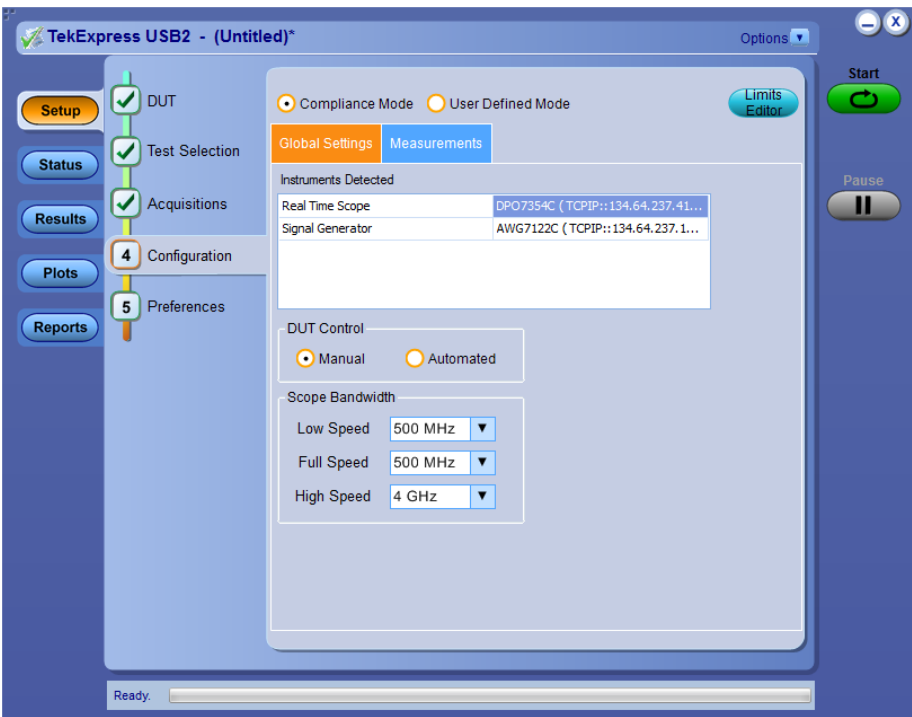 TekExpress USB2 - (Untitled)*
Options
Setup
Status
Results
Plots
Reports
DUT
Test Selection
Acquisitions
4 Configuration
5 Preferences
Compliance Mode User Defined Mode
Limits
Editor
Global Settings Measurements
Instruments Detected
Real Time Scope DPO7354C ( TCPIP::134.64.237.41...
Signal Generator AWG7122C ( TCPIP::134.64.237.1...
DUT Control
Manual Automated
Scope Bandwidth
Low Speed 500 MHz
Full Speed 500 MHz
High Speed 4 GHz
Start
Pause
Ready.